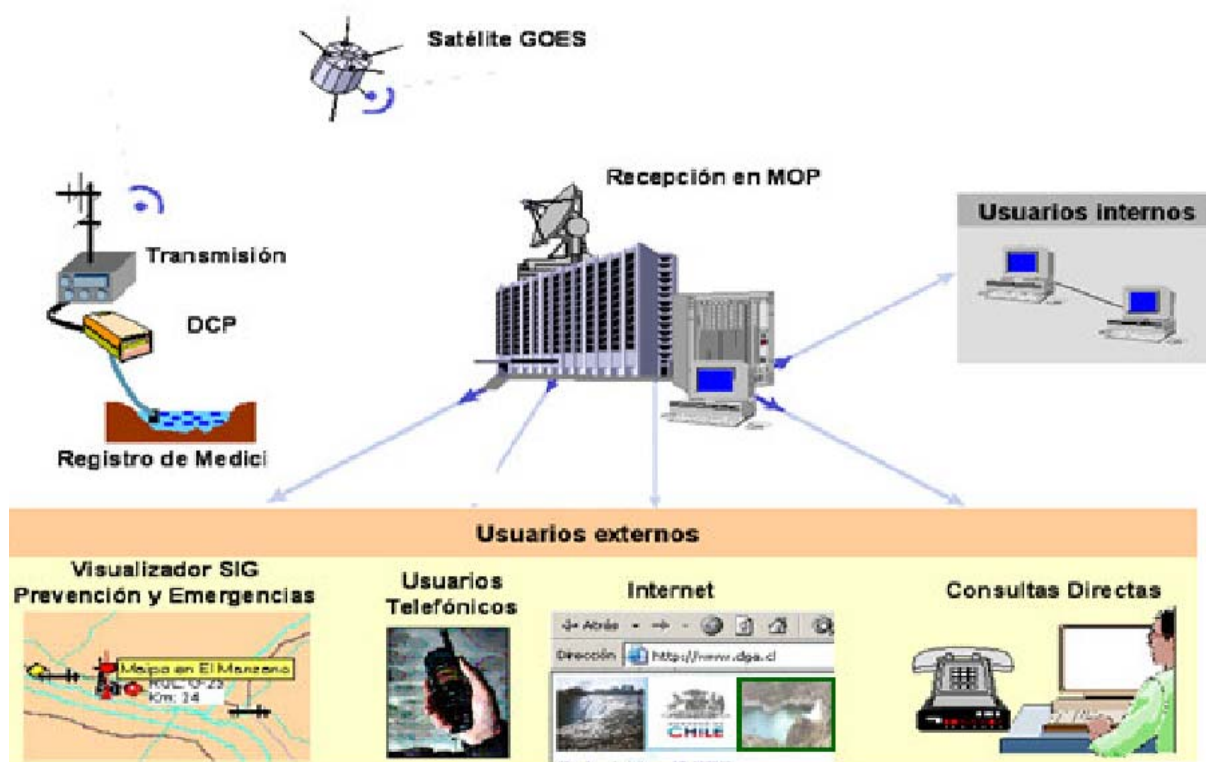 Satélite GOES
Recepción en MOP
Usuarios internos
Transmisión
DCP
Registro de Medici
Usuarios externos
Visualizador SIG
Prevención y Emergencias
Usuarios
Telefónicos
Internet
Consultas Directas
Atrás
Dirección https://www.dga.cl
Maipo en El Manzano
Km: 24
CHILE